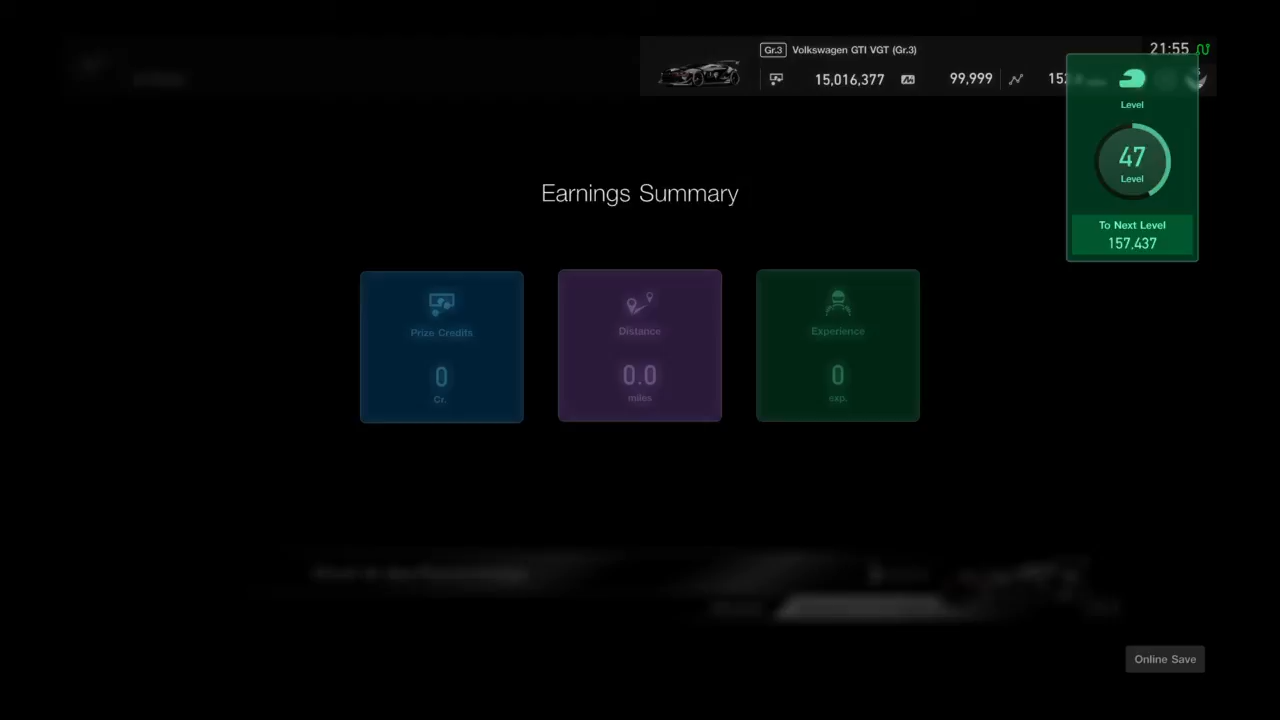 Gr.3 Volkswagen GTI VGT (Gr.3)
21:55
15,016,377 99,999
Level
47
Level
To Next Level
157,437
Earnings Summary
Prize Credits
0
Cr.
Distance
0.0
miles
Experience
0
exp.
Online Save